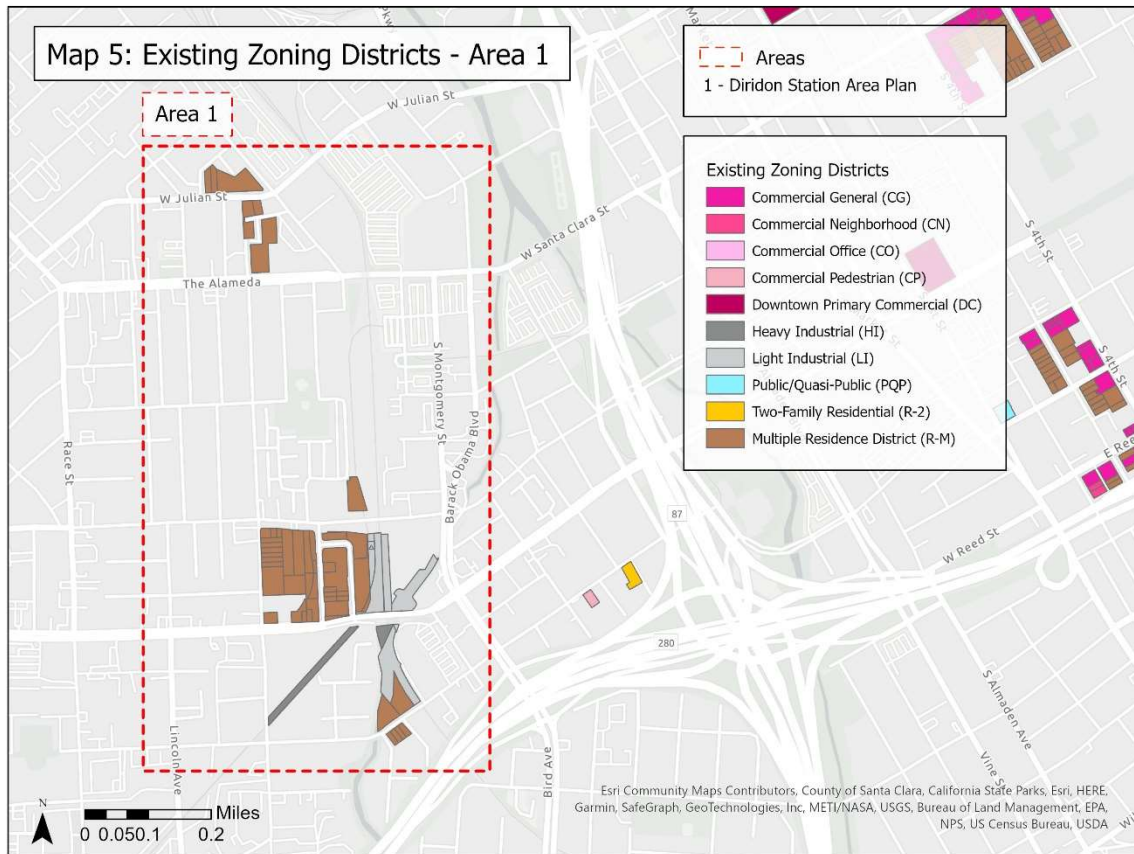 Map 5: Existing Zoning Districts - Area 1
Area 1
Areas
1 - Diridon Station Area Plan
Existing Zoning Districts
Commercial General (CG)
Commercial Neighborhood (CN)
Commercial Office (CO)
Commercial Pedestrian (CP)
Downtown Primary Commercial (DC)
Heavy Industrial (HI)
Light Industrial (LI)
Public/Quasi-Public (PQP)
Two-Family Residential (R-2)
Multiple Residence District (R-M)
Pkwy
W Julian St
W Julian St
W Santa Clara St
The Alameda
S Montgomery St
Barack Obama Blvd
Race St
Lincoln Ave
Bird Ave
87
280
S 4th St
S 4th St
S 4th St
E Reed
W Reed St
S Almaden Ave
Vine St
N
Miles
0 0.050.1 0.2
Esri Community Maps Contributors, County of Santa Clara, California State Parks, Esri, HERE,
Garmin, SafeGraph, GeoTechnologies, Inc, METI/NASA, USGS, Bureau of Land Management, EPA,
NPS, US Census Bureau, USDA